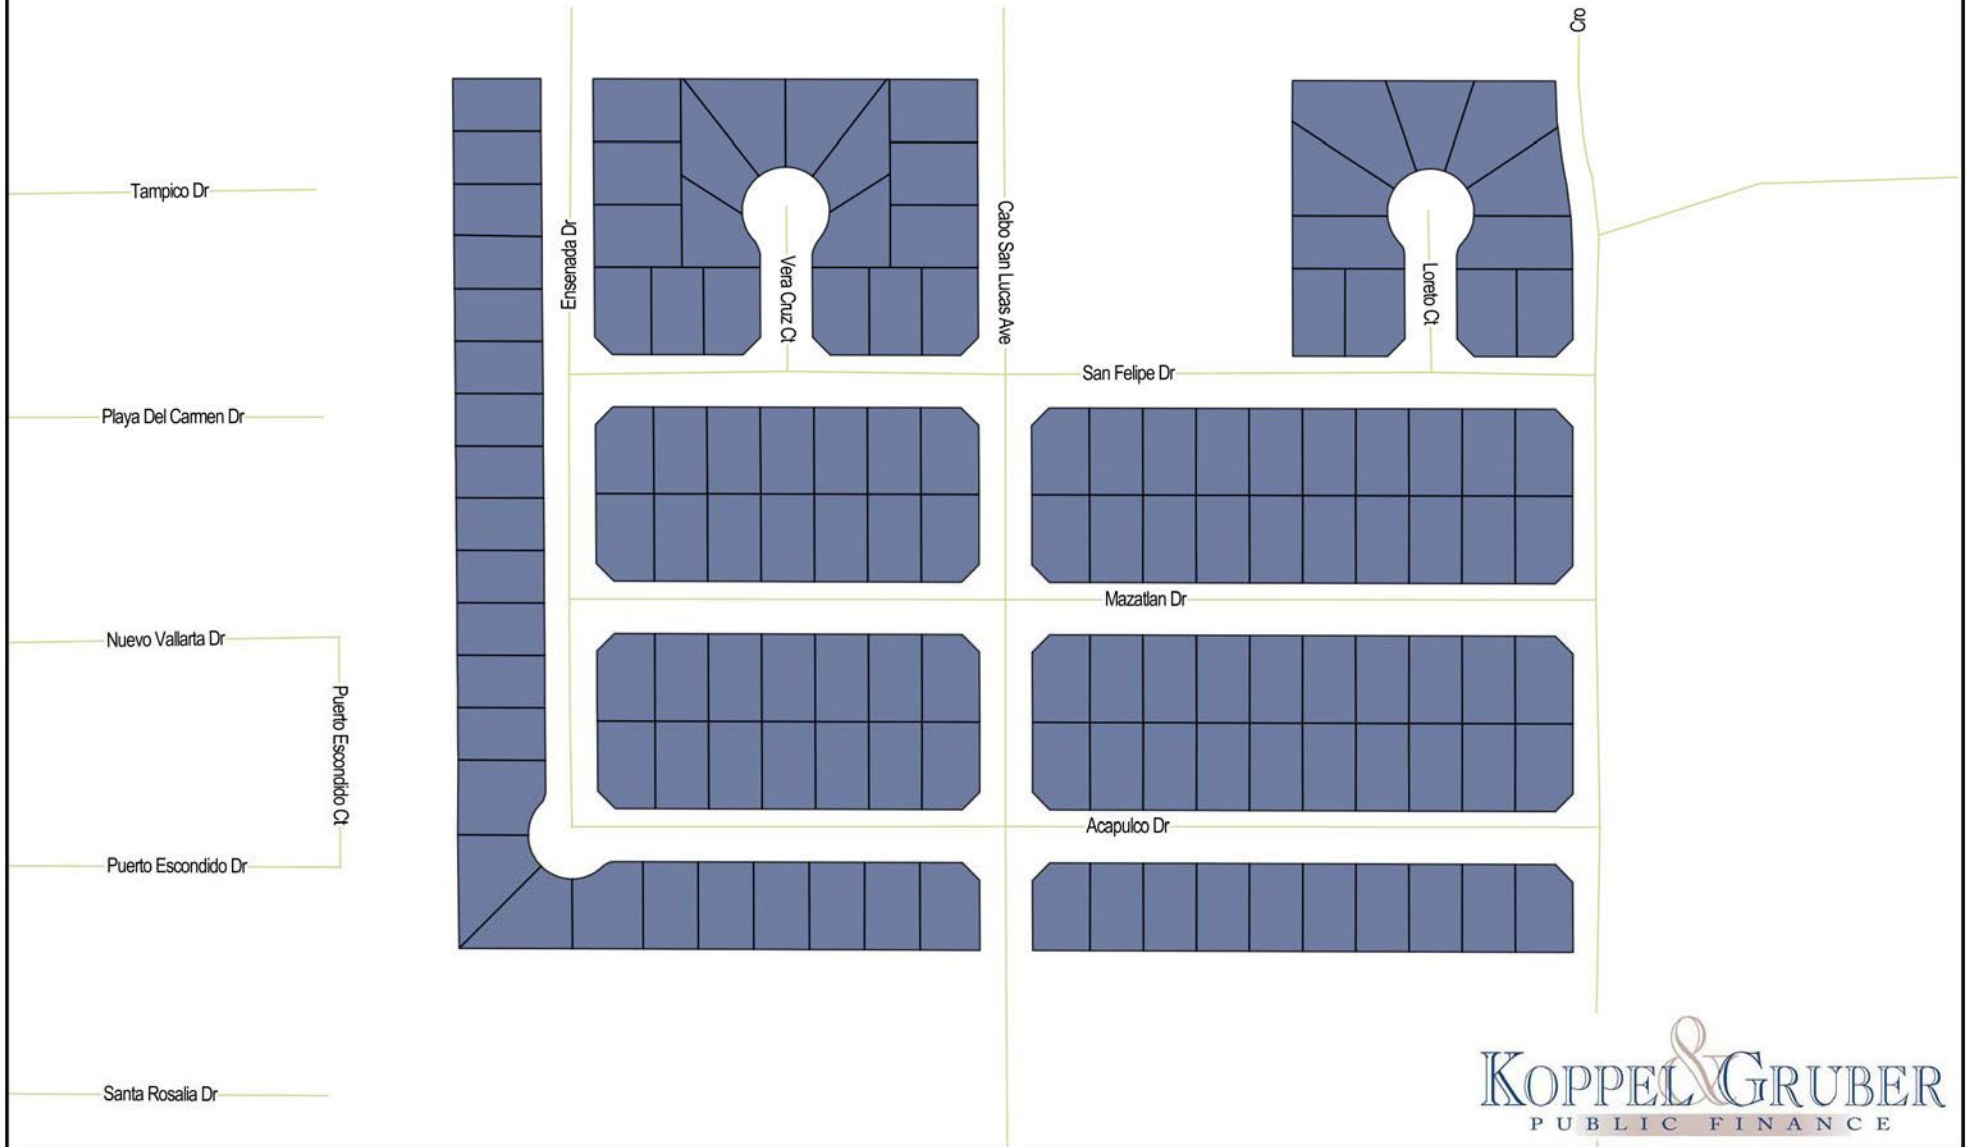 Cro
Tampico Dr
Ensenada Dr
Vera Cruz Ct
Cabo San Lucas Ave
Loreto Ct
San Felipe Dr
Playa Del Carmen Dr
Mazatlan Dr
Nuevo Vallarta Dr
Puerto Escondido Ct
Acapulco Dr
Puerto Escondido Dr
Santa Rosalia Dr
KOPPEL & GRUBER
PUBLIC FINANCE